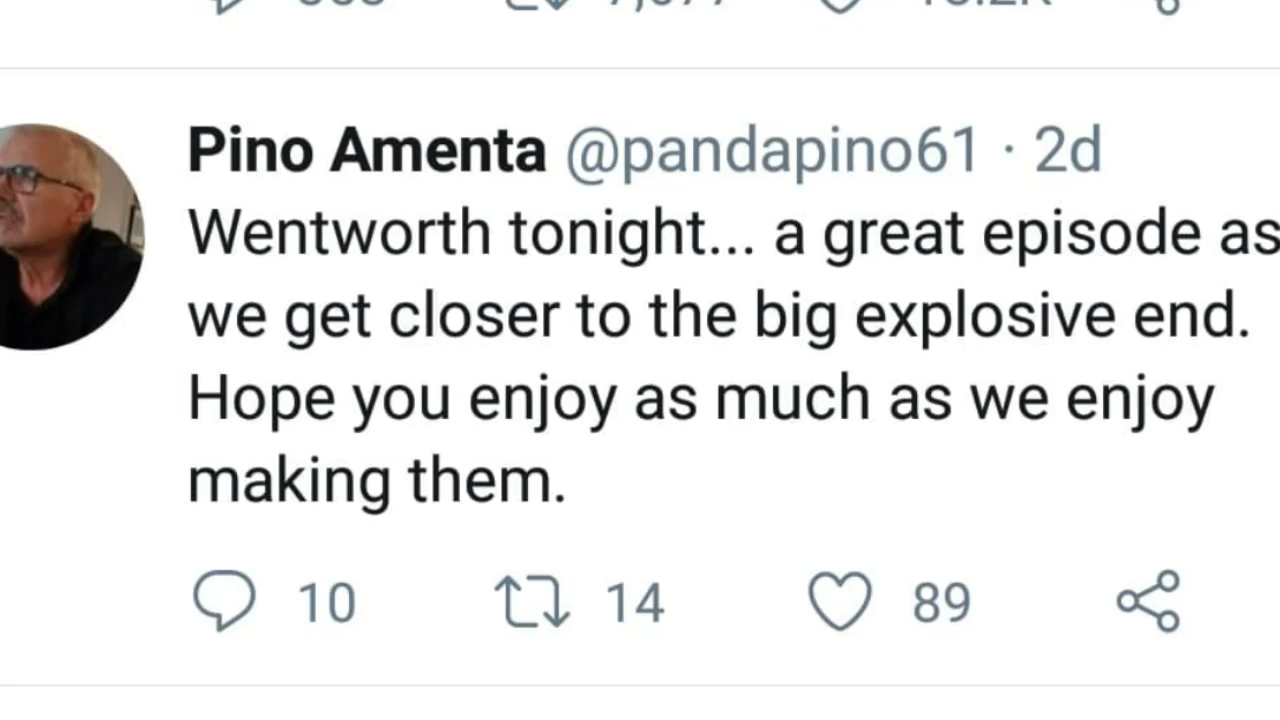 Pino Amenta @pandapino61 · 2d
Wentworth tonight... a great episode as
we get closer to the big explosive end.
Hope you enjoy as much as we enjoy
making them.
10 14 89